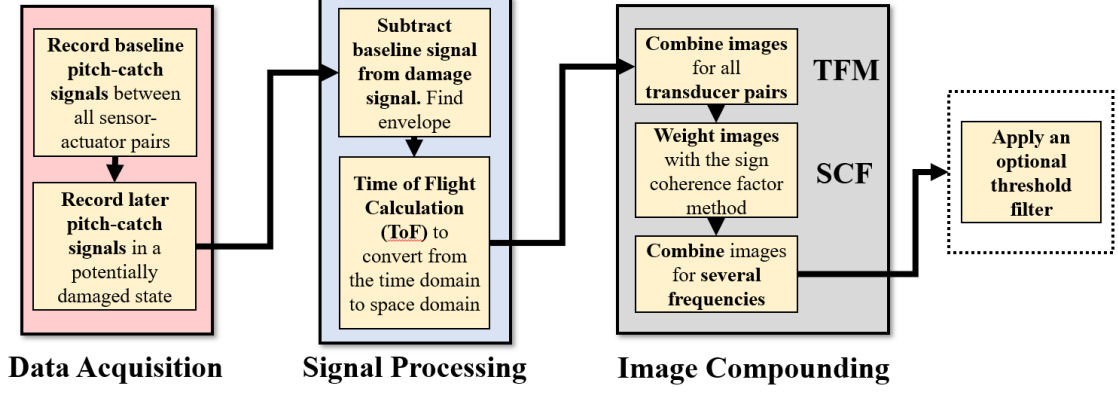 Record baseline
pitch-catch
signals between
all sensor-
actuator pairs
Record later
pitch-catch
signals in a
potentially
damaged state
Data Acquisition
Subtract
baseline signal
from damage
signal. Find
envelope
Time of Flight
Calculation
(ToF) to
convert from
the time domain
to space domain
Signal Processing
Combine images
for all
transducer pairs
TFM
Weight images
with the sign
coherence factor
method
SCF
Combine images
for several
frequencies
Image Compounding
Apply an
optional
threshold
filter